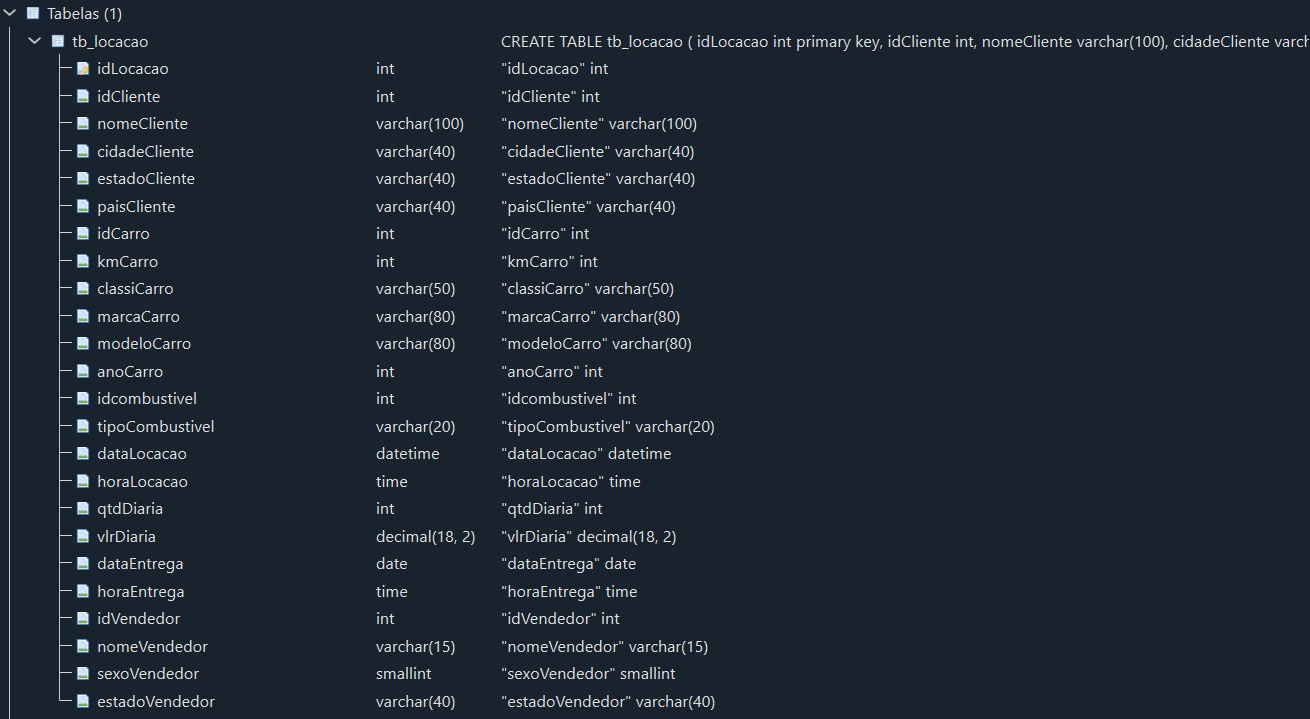 Tabelas (1)
tb_locacao CREATE TABLE tb_locacao ( idLocacao int primary key, idCliente int, nomeCliente varchar(100), cidadeCliente varch
idLocacao int "idLocacao" int
idCliente int "idCliente" int
nomeCliente varchar(100) "nomeCliente" varchar(100)
cidadeCliente varchar(40) "cidadeCliente" varchar(40)
estadoCliente varchar(40) "estadoCliente" varchar(40)
paisCliente varchar(40) "paisCliente" varchar(40)
idCarro int "idCarro" int
kmCarro int "kmCarro" int
classiCarro varchar(50) "classiCarro" varchar(50)
marcaCarro varchar(80) "marcaCarro" varchar(80)
modeloCarro varchar(80) "modeloCarro" varchar(80)
anoCarro int "anoCarro" int
idcombustivel int "idcombustivel" int
tipoCombustivel varchar(20) "tipoCombustivel" varchar(20)
dataLocacao datetime "dataLocacao" datetime
horaLocacao time "horaLocacao" time
qtdDiaria int "qtdDiaria" int
vlrDiaria decimal(18, 2) "vlrDiaria" decimal(18, 2)
dataEntrega date "dataEntrega" date
horaEntrega time "horaEntrega" time
idVendedor int "idVendedor" int
nomeVendedor varchar(15) "nomeVendedor" varchar(15)
sexoVendedor smallint "sexoVendedor" smallint
estadoVendedor varchar(40) "estadoVendedor" varchar(40)